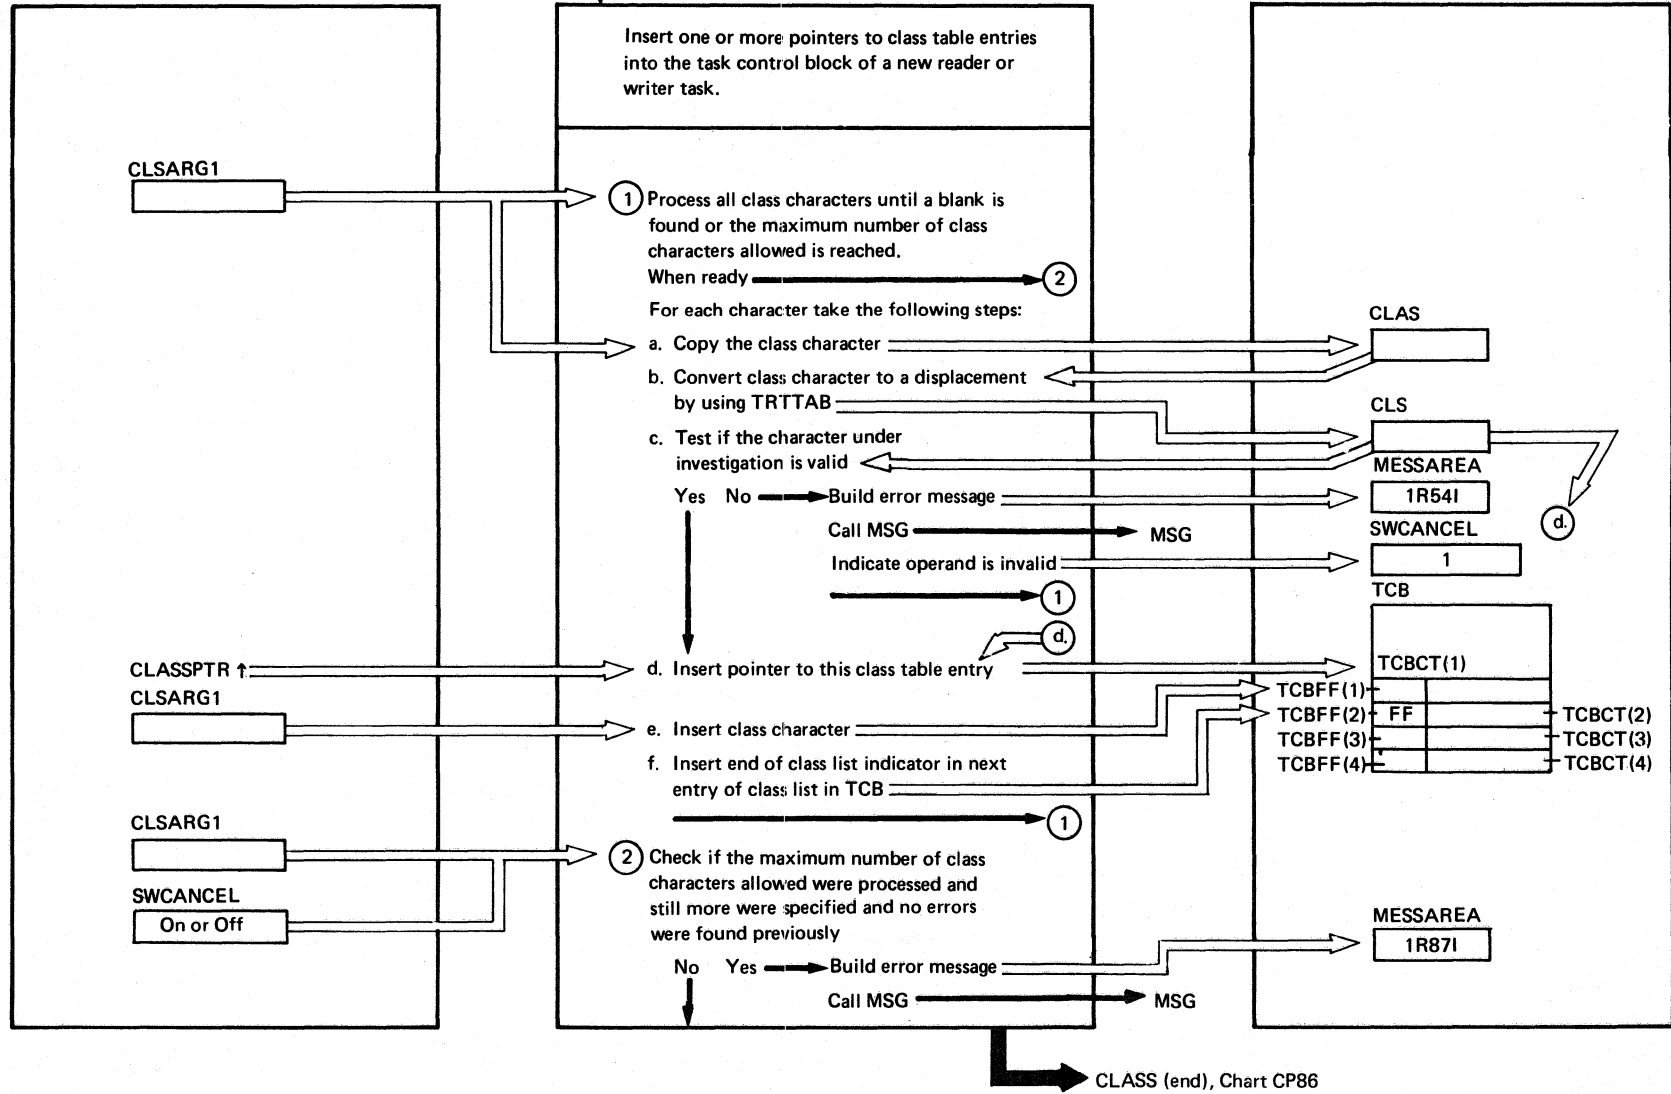 Insert one or more pointers to class table entries
into the task control block of a new reader or
writer task.
CLSARG1
1 Process all class characters until a blank is
found or the maximum number of class
characters allowed is reached.
When ready 2
For each character take the following steps:
CLAS
a. Copy the class character
b. Convert class character to a displacement
by using TRTTAB
CLS
c. Test if the character under
investigation is valid
MESSAREA
Yes No Build error message 1R54I
d.
Call MSG MSG
SWCANCEL
Indicate operand is invalid 1
1
TCB
d.
CLASSPTR ↑ d. Insert pointer to this class table entry TCBCT(1)
CLSARG1
TCBFF(1)
TCBFF(2) FF TCBCT(2)
e. Insert class character
TCBFF(3) TCBCT(3)
f. Insert end of class list indicator in next TCBFF(4) TCBCT(4)
entry of class list in TCB
1
CLSARG1
2 Check if the maximum number of class
characters allowed were processed and
SWCANCEL
still more were specified and no errors
On or Off
were found previously
MESSAREA
1R87I
No Yes Build error message
Call MSG MSG
CLASS (end), Chart CP86